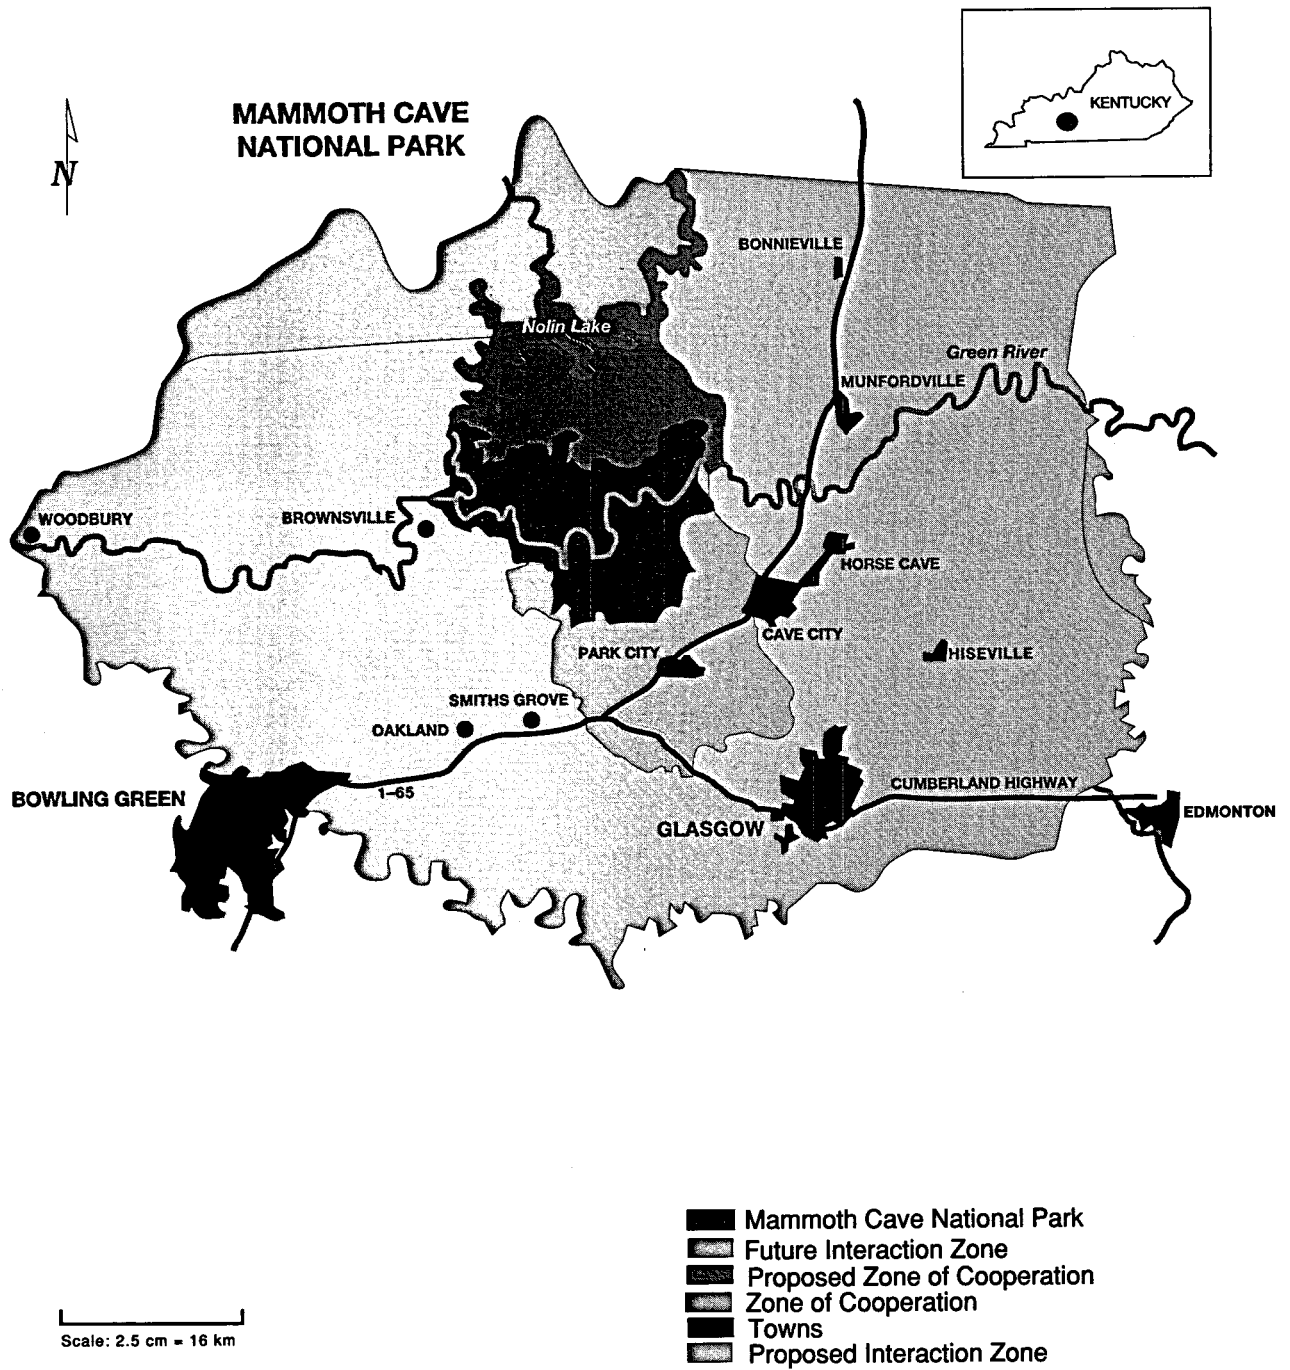 MAMMOTH CAVE
NATIONAL PARK
N
KENTUCKY
BONNIEVILLE
Nolin Lake
Green River
MUNFORDVILLE
WOODBURY
BROWNSVILLE
HORSE CAVE
CAVE CITY
PARK CITY
HISEVILLE
SMITHS GROVE
OAKLAND
BOWLING GREEN
1-65
CUMBERLAND HIGHWAY
EDMONTON
GLASGOW
Mammoth Cave National Park
Future Interaction Zone
Proposed Zone of Cooperation
Zone of Cooperation
Towns
Proposed Interaction Zone
Scale: 2.5 cm = 16 km